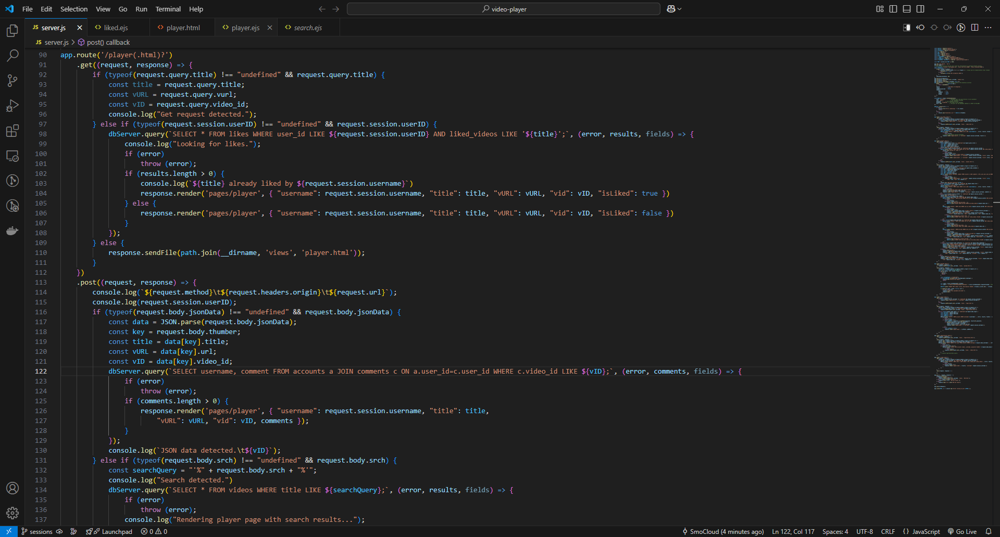 File Edit Selection View Go Run Terminal Help
video-player
JS server.js
liked.ejs
player.html
player.ejs
search.ejs
JS server.js > post() callback
90 app.route('/player(.html)?')
91 .get((request, response) => {
92 if (typeof(request.query.title) !== "undefined" && request.query.title) {
93 const title = request.query.title;
94 const vURL = request.query.vurl;
95 const vID = request.query.video_id;
96 console.log("Get request detected.");
97 } else if (typeof(request.session.userID) !== "undefined" && request.session.userID) {
98 dbServer.query(`SELECT * FROM likes WHERE user_id LIKE ${request.session.userID} AND liked_videos LIKE '${title}';`, (error, results, fields) => {
99 console.log("Looking for likes.");
100 if (error)
101 throw (error);
102 if (results.length > 0) {
103 console.log(`${title} already liked by ${request.session.username}`)
104 response.render('pages/player', { "username": request.session.username, "title": title, "vURL": vURL, "vid": vID, "isLiked": true })
105 } else {
106 response.render('pages/player', { "username": request.session.username, "title": title, "vURL": vURL, "vid": vID, "isLiked": false })
107 }
108 });
109 } else {
110 response.sendFile(path.join(__dirname, 'views', 'player.html'));
111 }
112 })
113 .post((request, response) => {
114 console.log(`${request.method}\t${request.headers.origin}\t${request.url}`);
115 console.log(request.session.userID);
116 if (typeof(request.body.jsonData) !== "undefined" && request.body.jsonData) {
117 const data = JSON.parse(request.body.jsonData);
118 const key = request.body.thumber;
119 const title = data[key].title;
120 const vURL = data[key].url;
121 const vID = data[key].video_id;
122 dbServer.query(`SELECT username, comment FROM accounts a JOIN comments c ON a.user_id=c.user_id WHERE c.video_id LIKE ${vID};`, (error, comments, fields) => {
123 if (error)
124 throw (error);
125 if (comments.length > 0) {
126 response.render('pages/player', { "username": request.session.username, "title": title,
127 "vURL": vURL, "vid": vID, comments });
128 }
129 });
130 console.log(`JSON data detected.\t${vID}`);
131 } else if (typeof(request.body.srch) !== "undefined" && request.body.srch) {
132 const searchQuery = "'%" + request.body.srch + "%'";
133 console.log("Search detected.")
134 dbServer.query(`SELECT * FROM videos WHERE title LIKE ${searchQuery};`, (error, results, fields) => {
135 if (error)
136 throw (error);
137 console.log("Rendering player page with search results...");
sessions Launchpad 0 0 SmoCloud (4 minutes ago) Ln 122, Col 117 Spaces: 4 UTF-8 CRLF {} JavaScript Go Live